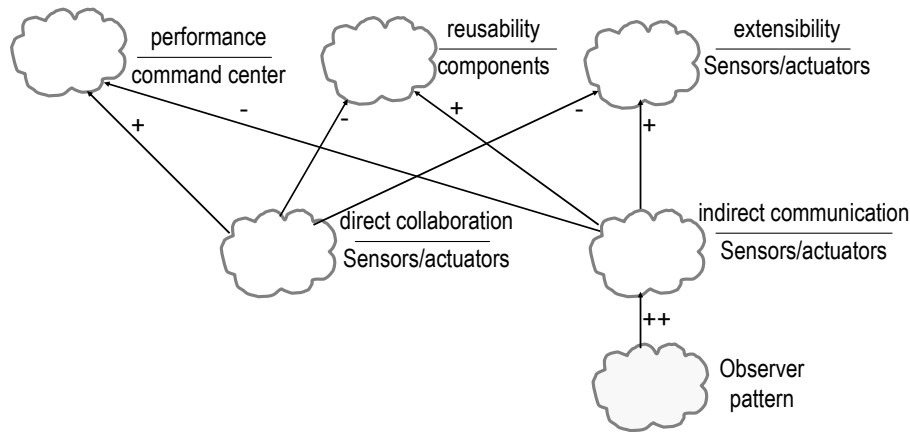 performance
command center
reusability
components
extensibility
Sensors/actuators
+
-
-
+
-
+
direct collaboration
Sensors/actuators
indirect communication
Sensors/actuators
++
Observer
pattern